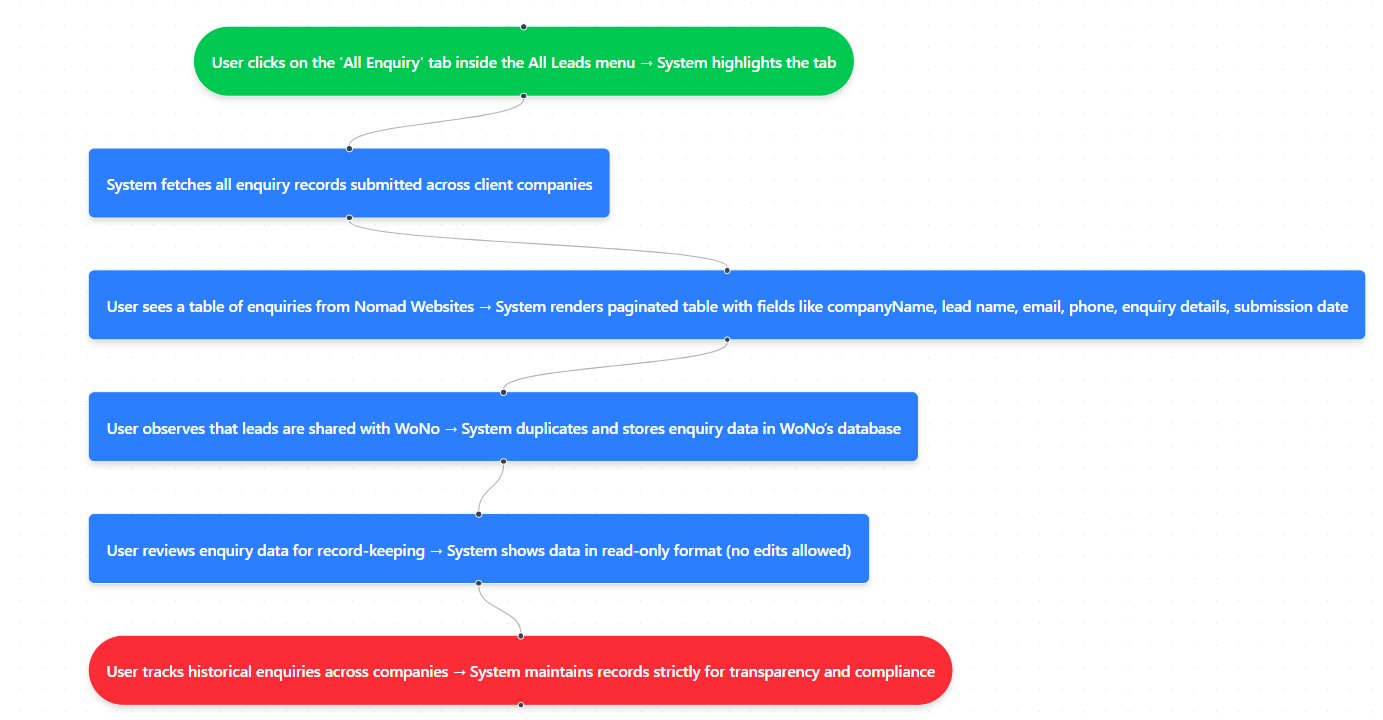 User clicks on the 'All Enquiry' tab inside the All Leads menu → System highlights the tab
System fetches all enquiry records submitted across client companies
User sees a table of enquiries from Nomad Websites → System renders paginated table with fields like companyName, lead name, email, phone, enquiry details, submission date
User observes that leads are shared with WoNo → System duplicates and stores enquiry data in WoNo’s database
User reviews enquiry data for record-keeping → System shows data in read-only format (no edits allowed)
User tracks historical enquiries across companies → System maintains records strictly for transparency and compliance